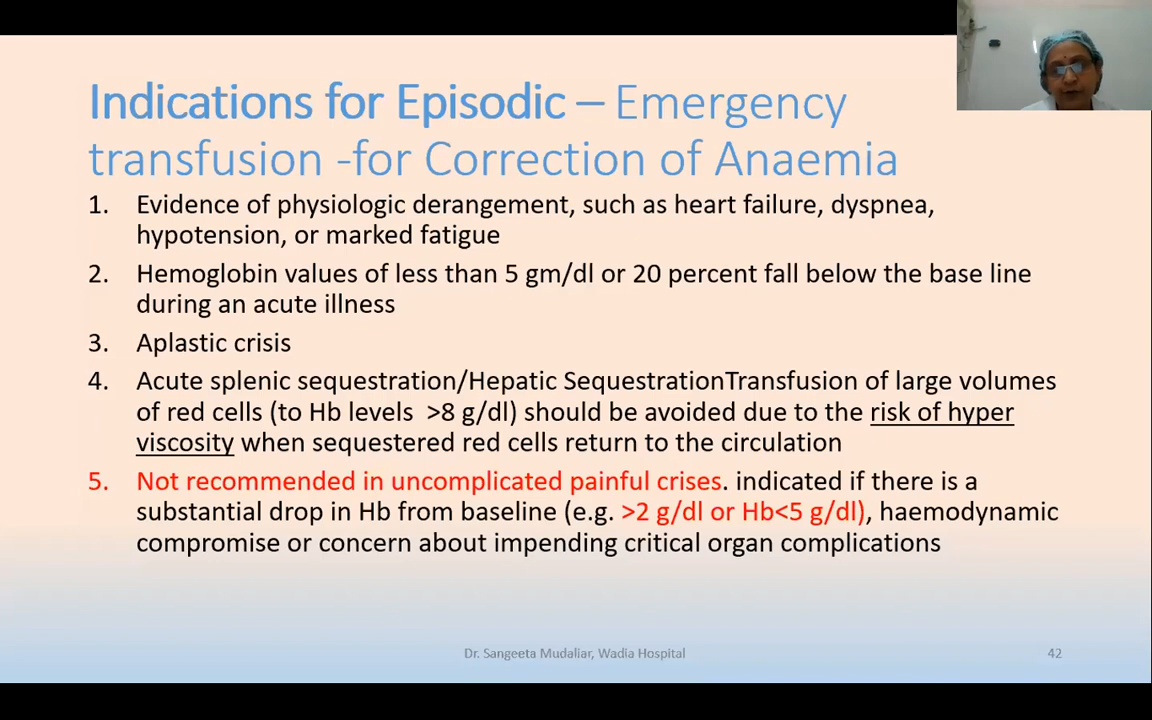 Indications for Episodic – Emergency
transfusion -for Correction of Anaemia
1. Evidence of physiologic derangement, such as heart failure, dyspnea,
hypotension, or marked fatigue
2. Hemoglobin values of less than 5 gm/dl or 20 percent fall below the base line
during an acute illness
3. Aplastic crisis
4. Acute splenic sequestration/Hepatic SequestrationTransfusion of large volumes
of red cells (to Hb levels >8 g/dl) should be avoided due to the risk of hyper
viscosity when sequestered red cells return to the circulation
5. Not recommended in uncomplicated painful crises. indicated if there is a
substantial drop in Hb from baseline (e.g. >2 g/dl or Hb<5 g/dl), haemodynamic
compromise or concern about impending critical organ complications
Dr. Sangeeta Mudaliar, Wadia Hospital
42